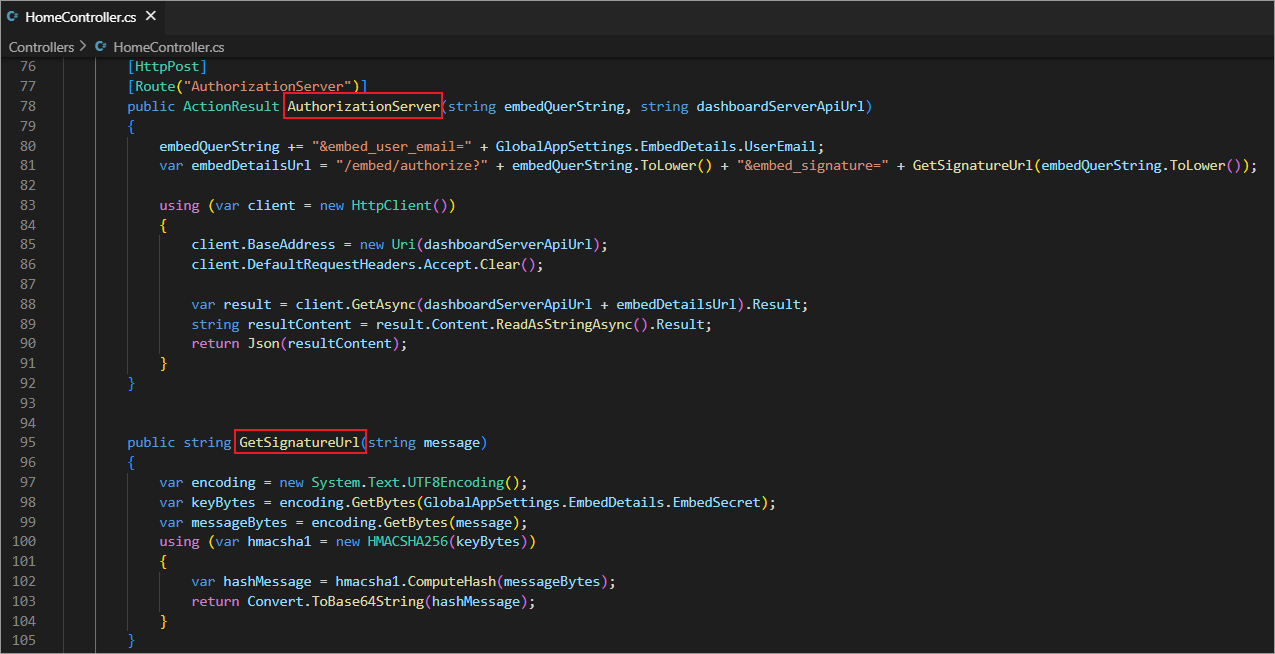 C# HomeController.cs ×
Controllers > C# HomeController.cs
76 [HttpPost]
77 [Route("AuthorizationServer")]
78 public ActionResult AuthorizationServer(string embedQuerString, string dashboardServerApiUrl)
79 {
80 embedQuerString += "&embed_user_email=" + GlobalAppSettings.EmbedDetails.UserEmail;
81 var embedDetailsUrl = "/embed/authorize?" + embedQuerString.ToLower() + "&embed_signature=" + GetSignatureUrl(embedQuerString.ToLower());
82
83 using (var client = new HttpClient())
84 {
85 client.BaseAddress = new Uri(dashboardServerApiUrl);
86 client.DefaultRequestHeaders.Accept.Clear();
87
88 var result = client.GetAsync(dashboardServerApiUrl + embedDetailsUrl).Result;
89 string resultContent = result.Content.ReadAsStringAsync().Result;
90 return Json(resultContent);
91 }
92 }
93
94
95 public string GetSignatureUrl(string message)
96 {
97 var encoding = new System.Text.UTF8Encoding();
98 var keyBytes = encoding.GetBytes(GlobalAppSettings.EmbedDetails.EmbedSecret);
99 var messageBytes = encoding.GetBytes(message);
100 using (var hmacsha1 = new HMACSHA256(keyBytes))
101 {
102 var hashMessage = hmacsha1.ComputeHash(messageBytes);
103 return Convert.ToBase64String(hashMessage);
104 }
105 }